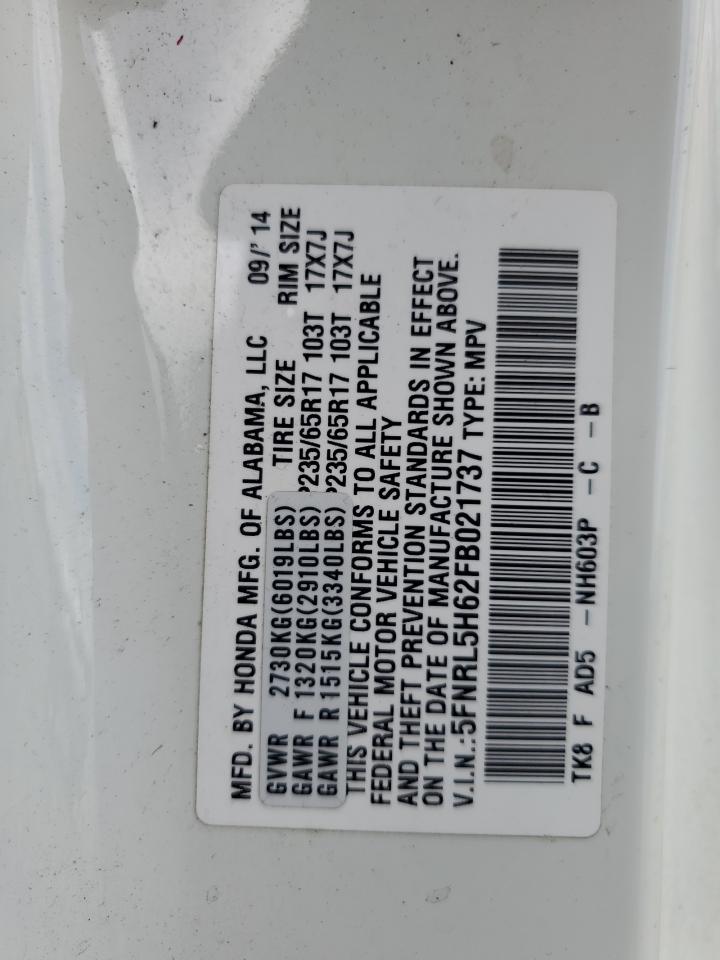 MFD. BY HONDA MFG. OF ALABAMA, LLC 09/' 14
GVWR 2730KG(6019LBS) TIRE SIZE RIM SIZE
GAWR F 1320KG(2910LBS) P235/65R17 103T 17X7J
GAWR R 1515KG(3340LBS) P235/65R17 103T 17X7J
THIS VEHICLE CONFORMS TO ALL APPLICABLE
FEDERAL MOTOR VEHICLE SAFETY
AND THEFT PREVENTION STANDARDS IN EFFECT
ON THE DATE OF MANUFACTURE SHOWN ABOVE.
V.I.N.:5FNRL5H62FB021737 TYPE: MPV
TK8 F AD5 -NH603P -C -B